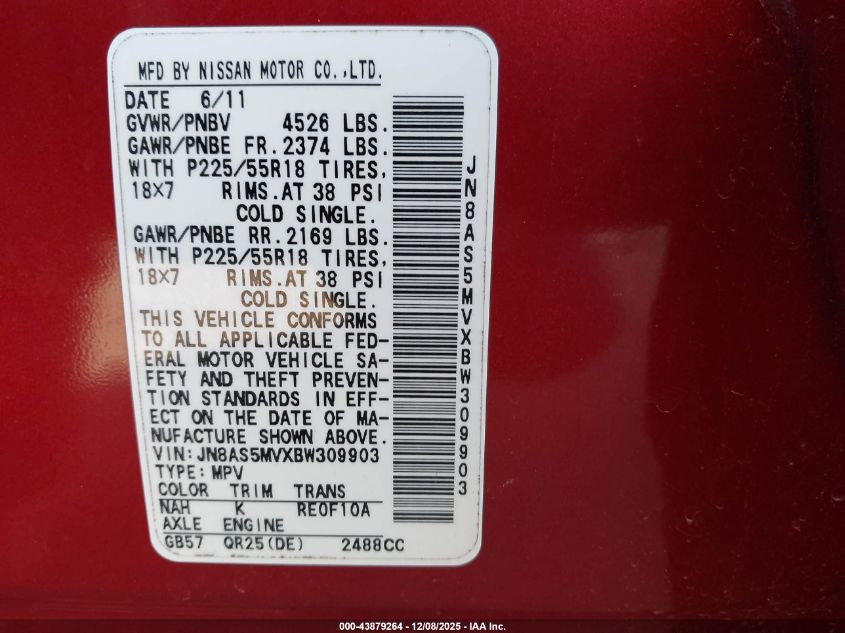 MFD BY NISSAN MOTOR CO.,LTD.
DATE 6/11
GVWR/PNBV 4526 LBS.
GAWR/PNBE FR.2374 LBS.
WITH P225/55R18 TIRES,
18×7 RIMS.AT 38 PSI
COLD SINGLE.
GAWR/PNBE RR.2169 LBS.
WITH P225/55R18 TIRES,
18×7 RIMS.AT 38 PSI
COLD SINGLE.
THIS VEHICLE CONFORMS
TO ALL APPLICABLE FED-
ERAL MOTOR VEHICLE SA-
FETY AND THEFT PREVEN-
TION STANDARDS IN EFF-
ECT ON THE DATE OF MA-
NUFACTURE SHOWN ABOVE.
VIN: JN8AS5MVXBW309903
TYPE: MPV
COLOR TRIM TRANS
NAH K RE0F10A
AXLE ENGINE
GB57 QR25(DE) 2488CC
JN8AS5MVXBW309903
000-43879264 - 12/08/2025 - IAA Inc.